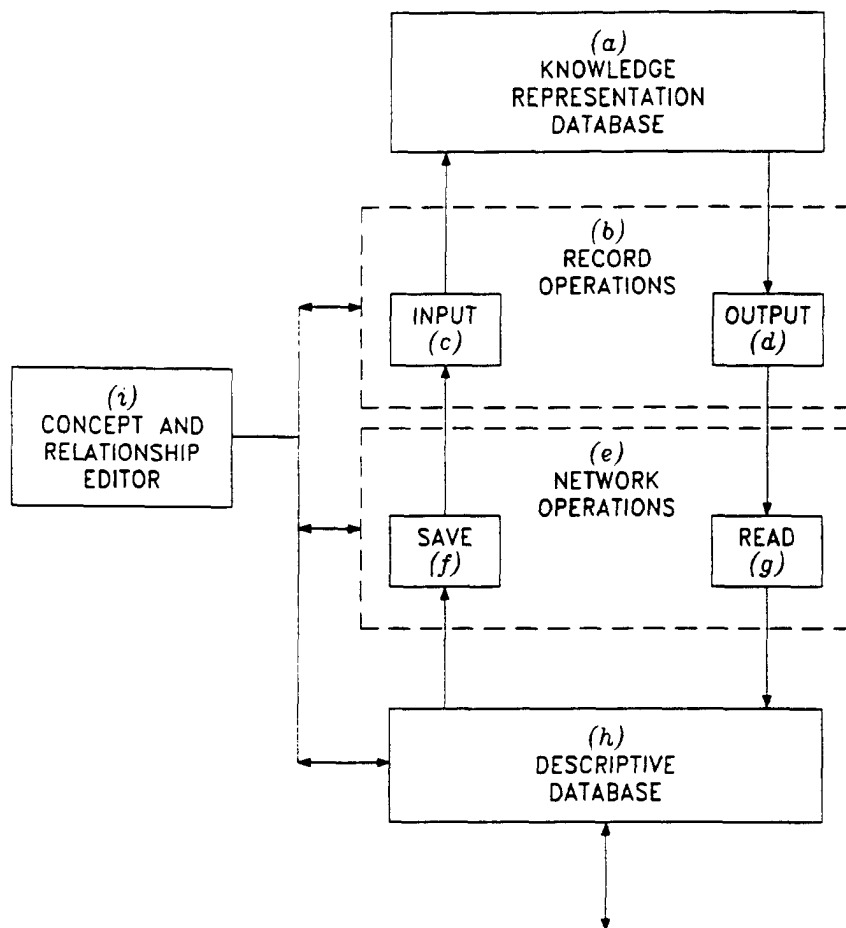 (a)
KNOWLEDGE
REPRESENTATION
DATABASE
(b)
RECORD
OPERATIONS
INPUT
(c)
OUTPUT
(d)
(i)
CONCEPT AND
RELATIONSHIP
EDITOR
(e)
NETWORK
OPERATIONS
SAVE
(f)
READ
(g)
(h)
DESCRIPTIVE
DATABASE